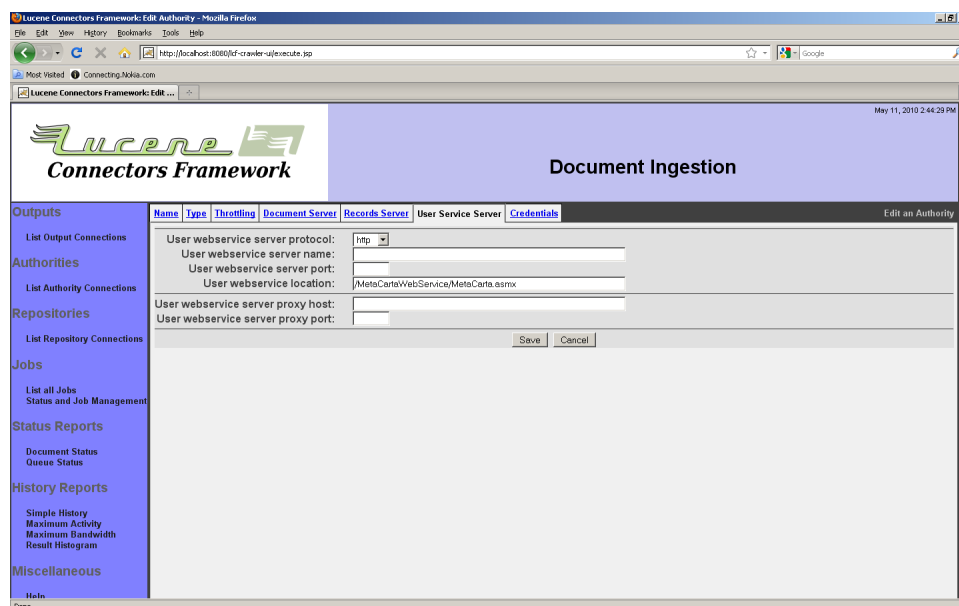 Lucene Connectors Framework: Edit Authority - Mozilla Firefox
File Edit View History Bookmarks Tools Help
http://localhost:8080/lcf-crawler-ui/execute.jsp
Google
Most Visited Connecting.Nokia.com
Lucene Connectors Framework: Edit ...
May 11, 2010 2:44:29 PM
Lucene
Connectors Framework
Document Ingestion
Outputs
Name Type Throttling Document Server Records Server User Service Server Credentials
Edit an Authority
List Output Connections
Authorities
List Authority Connections
Repositories
List Repository Connections
Jobs
List all Jobs
Status and Job Management
Status Reports
Document Status
Queue Status
History Reports
Simple History
Maximum Activity
Maximum Bandwidth
Result Histogram
Miscellaneous
Help
User webservice server protocol: http
User webservice server name:
User webservice server port:
User webservice location: /MetaCartaWebService/MetaCarta.asmx
User webservice server proxy host:
User webservice server proxy port:
Save Cancel